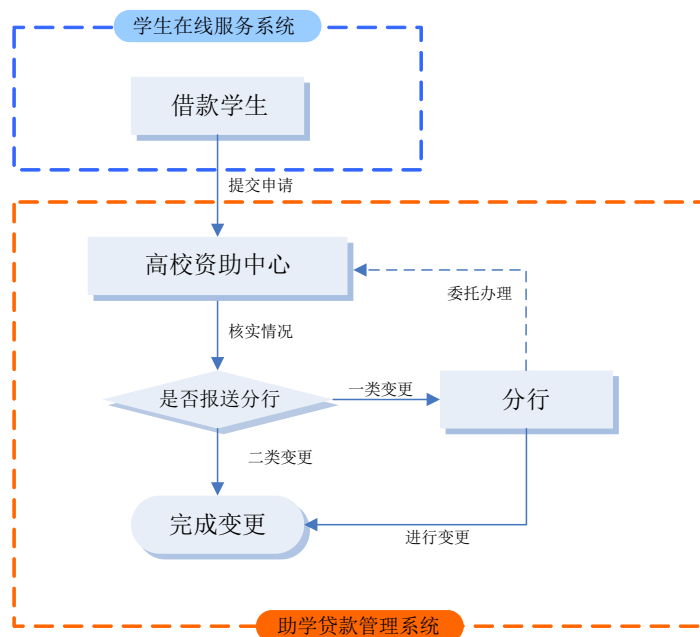 学生在线服务系统
借款学生
提交申请
高校资助中心
委托办理
核实情况
是否报送分行
一类变更
分行
二类变更
完成变更
进行变更
助学贷款管理系统